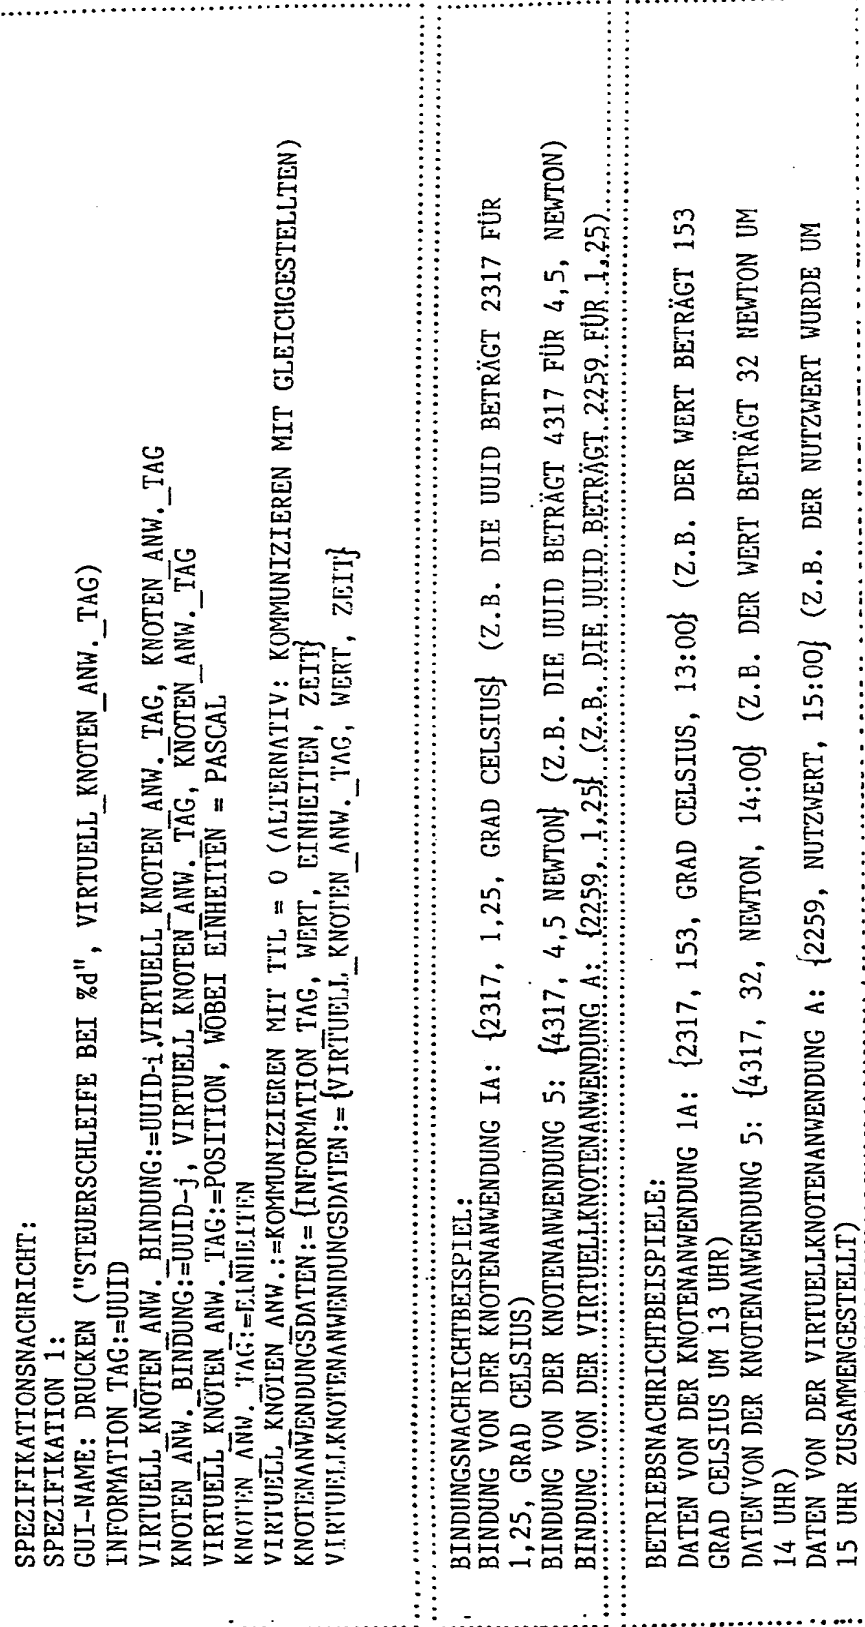 SPEZIFIKATIONSNACHRICHT:
SPEZIFIKATION 1:
GUI-NAME: DRUCKEN ("STEUERSCHLEIFE BEI %d", VIRTUELL_KNOTEN_ANW._TAG)
INFORMATION_TAG:=UUID
VIRTUELL_KNOTEN_ANW._BINDUNG:=UUID-i,VIRTUELL_KNOTEN_ANW._TAG, KNOTEN_ANW._TAG
KNOTEN_ANW._BINDUNG:=UUID-j, VIRTUELL_KNOTEN_ANW._TAG, KNOTEN_ANW._TAG
VIRTUELL_KNOTEN_ANW._TAG:=POSITION, WOBEI EINHEITEN = PASCAL
KNOTEN_ANW._TAG:=EINHEITEN
VIRTUELL_KNOTEN_ANW.:=KOMMUNIZIEREN MIT TTL = 0 (ALTERNATIV: KOMMUNIZIEREN MIT GLEICHGESTELLTEN)
KNOTENANWENDUNGSDATEN:={INFORMATION_TAG, WERT, EINHEITEN, ZEIT}
VIRTUELLKNOTENANWENDUNGSDATEN:={VIRTUELL_KNOTEN_ANW._TAG, WERT, ZEIT}
BINDUNGSNACHRICHTBEISPIEL:
BINDUNG VON DER KNOTENANWENDUNG IA: {2317, 1,25, GRAD CELSIUS} (Z.B. DIE UUID BETRÄGT 2317 FÜR
1,25, GRAD CELSIUS)
BINDUNG VON DER KNOTENANWENDUNG 5: {4317, 4,5 NEWTON} (Z.B. DIE UUID BETRÄGT 4317 FÜR 4,5, NEWTON)
BINDUNG VON DER VIRTUELLKNOTENANWENDUNG A: {2259, 1,25} (Z.B. DIE UUID BETRÄGT 2259 FÜR 1,25)
BETRIEBSNACHRICHTBEISPIELE:
DATEN VON DER KNOTENANWENDUNG 1A: {2317, 153, GRAD CELSIUS, 13:00} (Z.B. DER WERT BETRÄGT 153
GRAD CELSIUS UM 13 UHR)
DATEN VON DER KNOTENANWENDUNG 5: {4317, 32, NEWTON, 14:00} (Z.B. DER WERT BETRÄGT 32 NEWTON UM
14 UHR)
DATEN VON DER VIRTUELLKNOTENANWENDUNG A: {2259, NUTZWERT, 15:00} (Z.B. DER NUTZWERT WURDE UM
15 UHR ZUSAMMENGESTELLT)